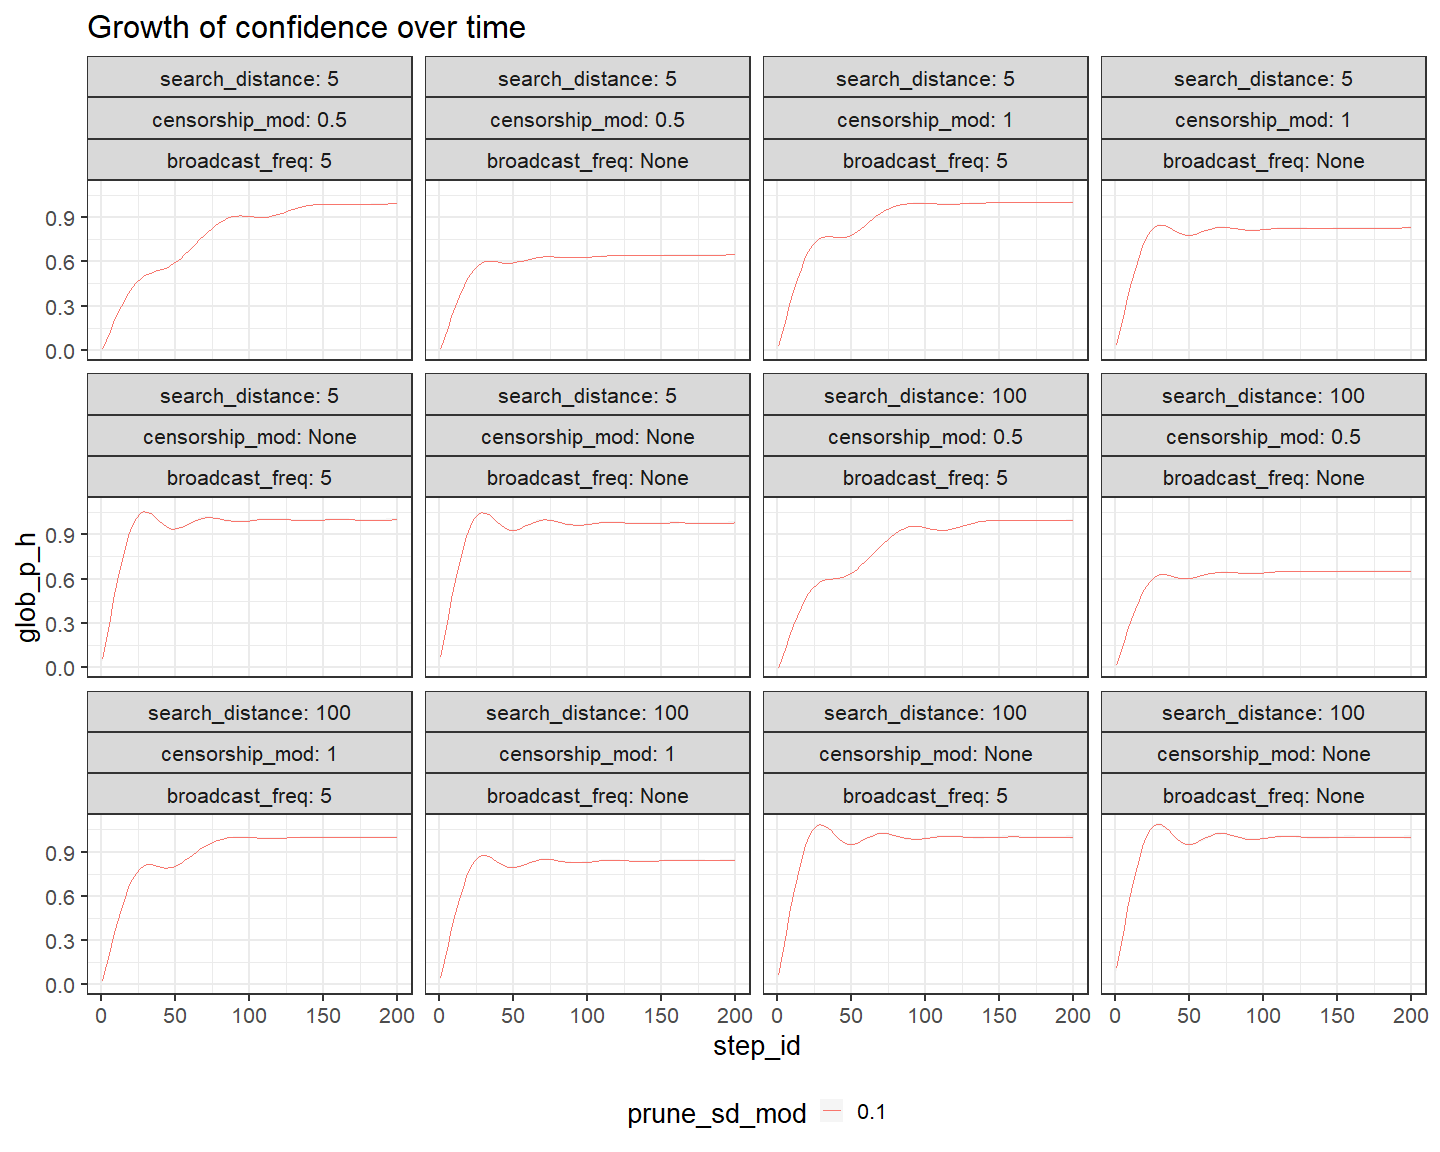 Growth of confidence over time
search_distance: 5
search_distance: 5
search_distance: 5
search_distance: 5
censorship_mod: 0.5
censorship_mod: 0.5
censorship_mod: 1
censorship_mod: 1
broadcast_freq: 5
broadcast_freq: None
broadcast_freq: 5
broadcast_freq: None
0.9
0.6
0.3
0.0
search_distance: 5
search_distance: 5
search_distance: 100
search_distance: 100
censorship_mod: None
censorship_mod: None
censorship_mod: 0.5
censorship_mod: 0.5
broadcast_freq: 5
broadcast_freq: None
broadcast_freq: 5
broadcast_freq: None
glob_p_h
0.9
0.6
0.3
0.0
search_distance: 100
search_distance: 100
search_distance: 100
search_distance: 100
censorship_mod: 1
censorship_mod: 1
censorship_mod: None
censorship_mod: None
broadcast_freq: 5
broadcast_freq: None
broadcast_freq: 5
broadcast_freq: None
0.9
0.6
0.3
0.0
0 50 100 150 200
0 50 100 150 200
0 50 100 150 200
0 50 100 150 200
step_id
prune_sd_mod 0.1